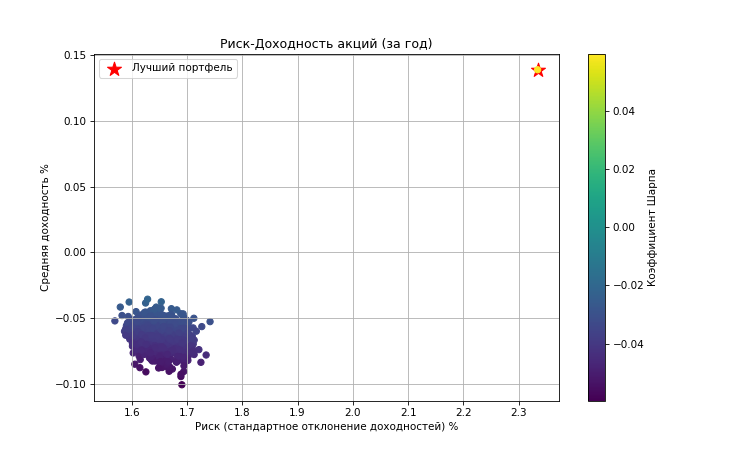 Риск-Доходность акций (за год)
Лучший портфель
0.15
0.10
0.05
0.00
−0.05
−0.10
Средняя доходность %
1.6 1.7 1.8 1.9 2.0 2.1 2.2 2.3
Риск (стандартное отклонение доходностей) %
0.04
0.02
0.00
−0.02
−0.04
Коэффициент Шарпа